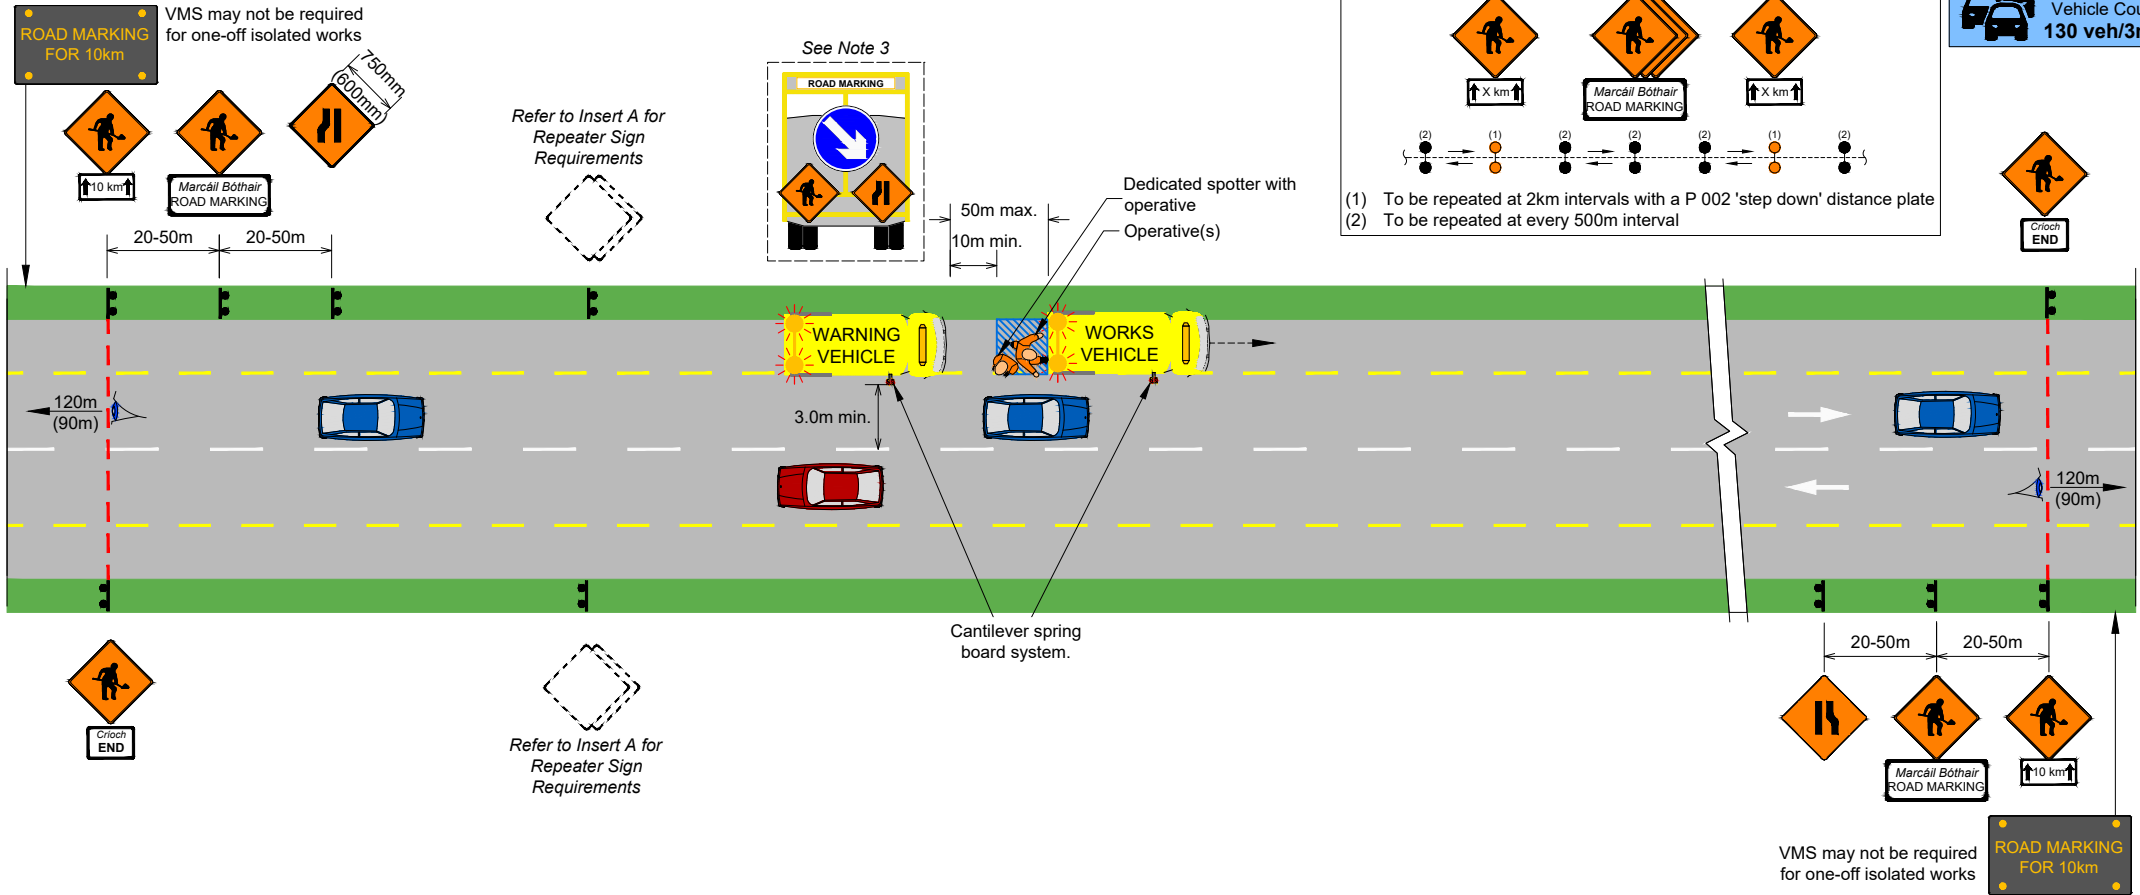 ROAD MARKING
FOR 10km
VMS may not be required
for one-off isolated works
750mm
(600mm)
10 km
Marcáil Bóthair
ROAD MARKING
20-50m
20-50m
Refer to Insert A for
Repeater Sign
Requirements
See Note 3
ROAD MARKING
50m max.
10m min.
Dedicated spotter with
operative
Operative(s)
X km
Marcáil Bóthair
ROAD MARKING
X km
(2)
(1)
(2)
(2)
(2)
(1)
(2)
(1) To be repeated at 2km intervals with a P 002 'step down' distance plate
(2) To be repeated at every 500m interval
Vehicle
130
Críoch
END
WARNING
VEHICLE
WORKS
VEHICLE
120m
(90m)
3.0m min.
120m
(90m)
Cantilever spring
board system.
Críoch
END
Refer to Insert A for
Repeater Sign
Requirements
20-50m
20-50m
Marcáil Bóthair
ROAD MARKING
10 km
VMS may not be required
for one-off isolated works
ROAD MARKING
FOR 10km